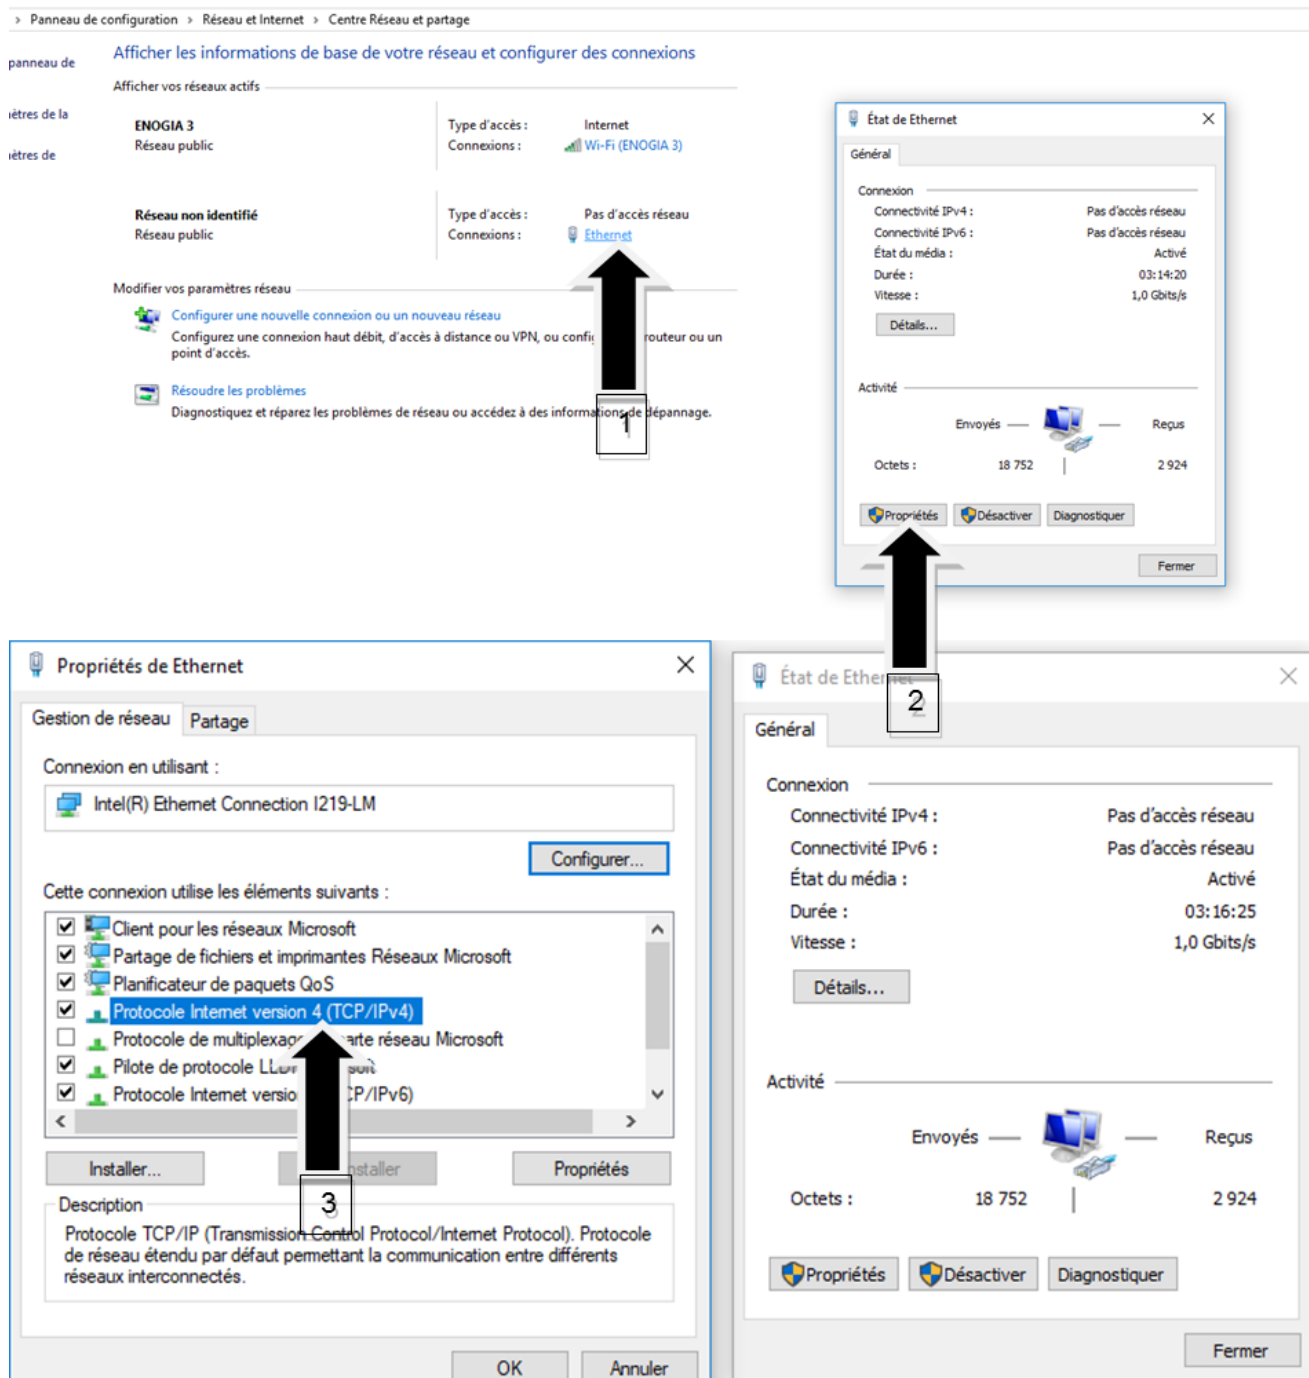 > Panneau de configuration > Réseau et Internet > Centre Réseau et partage
panneau de
Afficher les informations de base de votre réseau et configurer des connexions
Afficher vos réseaux actifs
ètres de la
ENOGIA 3
Type d'accès : Internet
Réseau public
Connexions : Wi-Fi (ENOGIA 3)
ètres de
Réseau non identifié
Type d'accès : Pas d'accès réseau
Réseau public
Connexions : Ethernet
Modifier vos paramètres réseau
Configurer une nouvelle connexion ou un nouveau réseau
Configurez une connexion haut débit, d'accès à distance ou VPN, ou routeur ou un
point d'accès.
Résoudre les problèmes
Diagnostiquez et réparez les problèmes de réseau ou accédez à des informations de dépannage.
1
État de Ethernet
Général
Connexion
Connectivité IPv4 : Pas d'accès réseau
Connectivité IPv6 : Pas d'accès réseau
État du média : Activé
Durée : 03:14:20
Vitesse : 1,0 Gbits/s
Détails...
Activité
Envoyés — — Reçus
Octets : 18 752 2 924
Propriétés Désactiver Diagnostiquer
Fermer
2
Propriétés de Ethernet
Gestion de réseau Partage
Connexion en utilisant :
Intel(R) Ethernet Connection I219-LM
Configurer...
Cette connexion utilise les éléments suivants :
Client pour les réseaux Microsoft
Partage de fichiers et imprimantes Réseaux Microsoft
Planificateur de paquets QoS
Protocole Internet version 4 (TCP/IPv4)
Protocole de multiplexage carte réseau Microsoft
Pilote de protocole
Protocole Internet version (TCP/IPv6)
Installer... Propriétés
3
Description
Protocole TCP/IP (Transmission Control Protocol/Internet Protocol). Protocole
de réseau étendu par défaut permettant la communication entre différents
réseaux interconnectés.
OK Annuler
État de Ethernet
Général
Connexion
Connectivité IPv4 : Pas d'accès réseau
Connectivité IPv6 : Pas d'accès réseau
État du média : Activé
Durée : 03:16:25
Vitesse : 1,0 Gbits/s
Détails...
Activité
Envoyés — — Reçus
Octets : 18 752 2 924
Propriétés Désactiver Diagnostiquer
Fermer